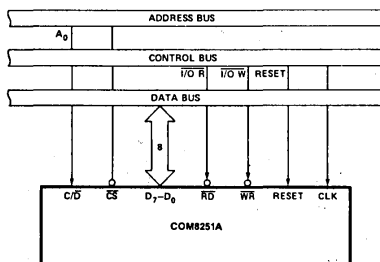 ADDRESS BUS
A₀
CONTROL BUS
I/O R I/O W RESET
DATA BUS
8
C/D CS D₇–D₀ RD WR RESET CLK
COM8251A